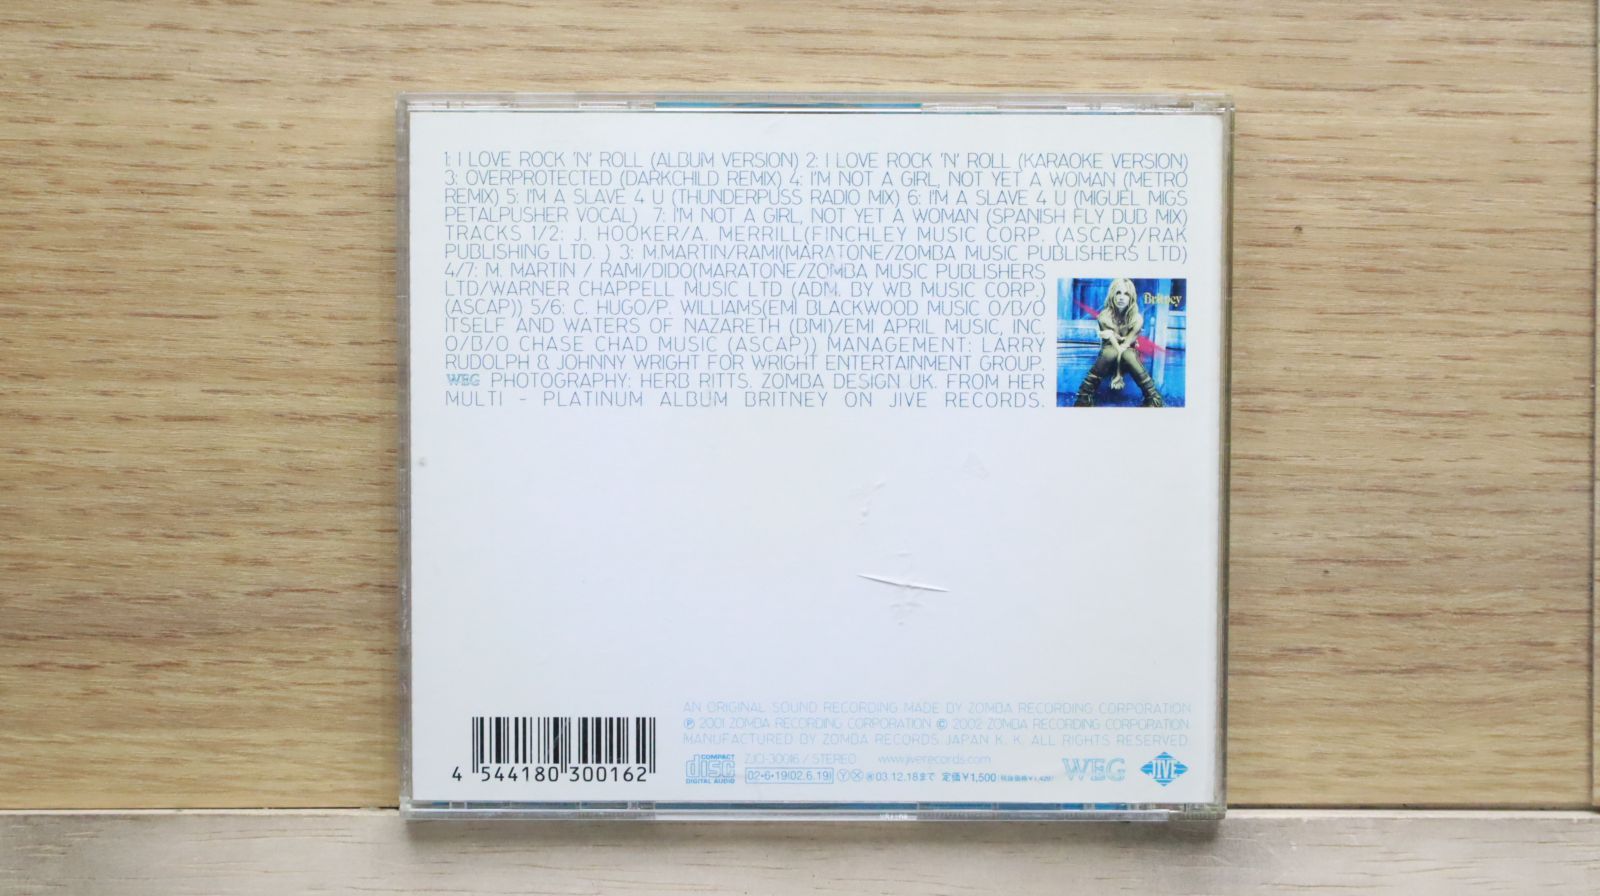 1: I LOVE ROCK 'N' ROLL (ALBUM VERSION) 2: I LOVE ROCK 'N' ROLL (KARAOKE VERSION)
3: OVERPROTECTED (DARKCHILD REMIX) 4: I'M NOT A GIRL, NOT YET A WOMAN (METRO
REMIX) 5: I'M A SLAVE 4 U (THUNDERPUSS RADIO MIX) 6: I'M A SLAVE 4 U (MIGUEL MIGS
PETALPUSHER VOCAL) 7: I'M NOT A GIRL, NOT YET A WOMAN (SPANISH FLY DUB MIX)
TRACKS 1/2: J. HOOKER/A. MERRILL(FINCHLEY MUSIC CORP. (ASCAP)/RAK
PUBLISHING LTD. ) 3: M.MARTIN/RAMI(MARATONE/ZOMBA MUSIC PUBLISHERS LTD)
4/7: M. MARTIN / RAMI/DIDO(MARATONE/ZOMBA MUSIC PUBLISHERS
LTD/WARNER CHAPPELL MUSIC LTD (ADM. BY WB MUSIC CORP.)
(ASCAP)) 5/6: C. HUGO/P. WILLIAMS(EMI BLACKWOOD MUSIC O/B/O
ITSELF AND WATERS OF NAZARETH (BMI)/EMI APRIL MUSIC, INC.
O/B/O CHASE CHAD MUSIC (ASCAP)) MANAGEMENT: LARRY
RUDOLPH & JOHNNY WRIGHT FOR WRIGHT ENTERTAINMENT GROUP.
WEG PHOTOGRAPHY: HERB RITTS. ZOMBA DESIGN UK. FROM HER
MULTI - PLATINUM ALBUM BRITNEY ON JIVE RECORDS.
Britney
AN ORIGINAL SOUND RECORDING MADE BY ZOMBA RECORDING CORPORATION
℗ 2001 ZOMBA RECORDING CORPORATION © 2002 ZOMBA RECORDING CORPORATION.
MANUFACTURED BY ZOMBA RECORDS JAPAN K. K. ALL RIGHTS RESERVED
4 544180 300162
COMPACT disc DIGITAL AUDIO
ZJCI-30016 / STEREO www.jiverecords.com
02•6•19(02.6.19) Ⓨ Ⓧ 03.12.18まで 定価¥1,500
WEG JIVE